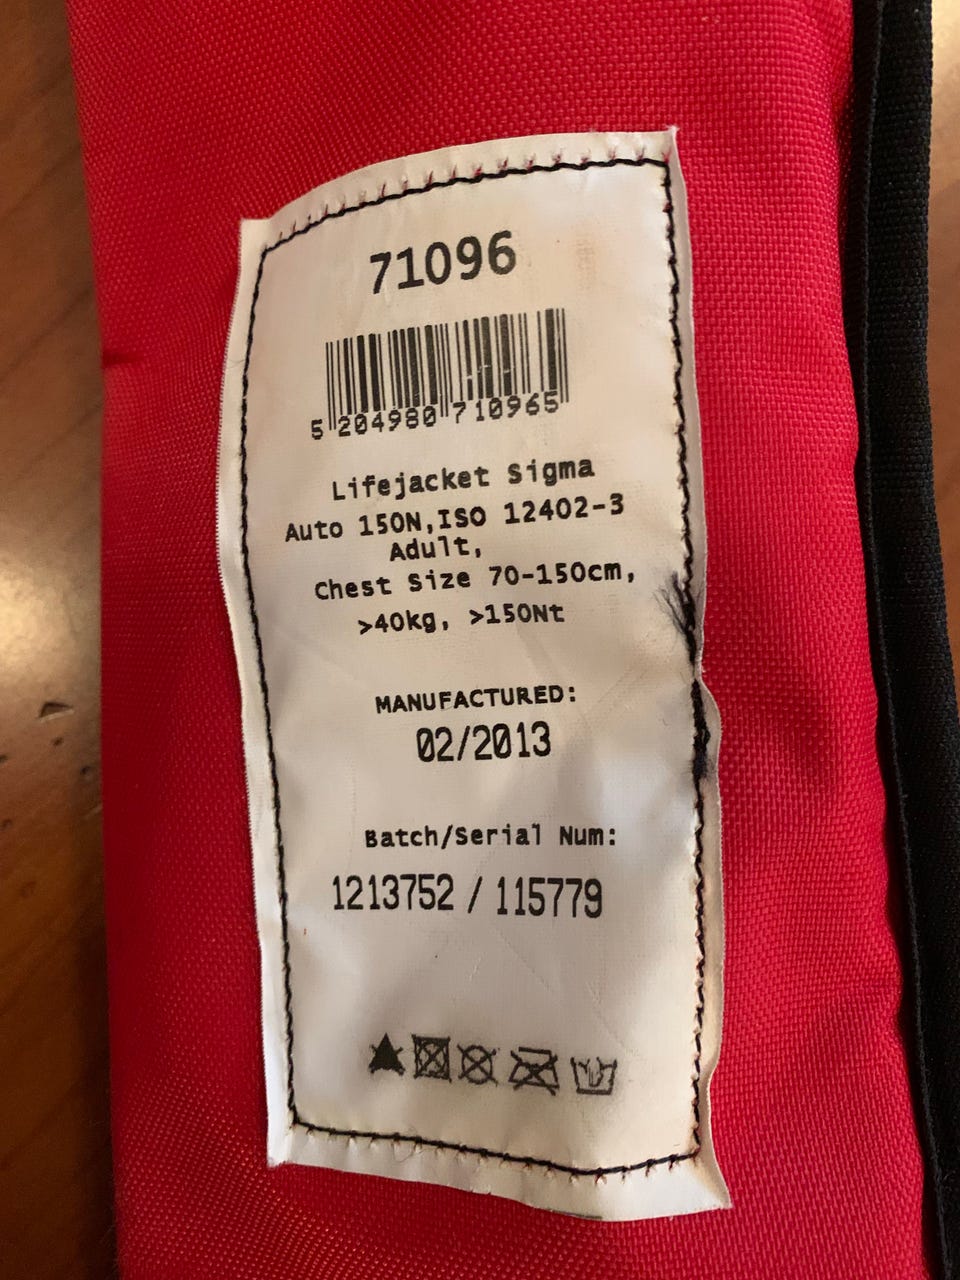 71096
5 204980 710965
Lifejacket Sigma
Auto 150N,ISO 12402-3
Adult,
Chest Size 70-150cm,
>40kg, >150Nt
MANUFACTURED:
02/2013
Batch/Serial Num:
1213752 / 115779